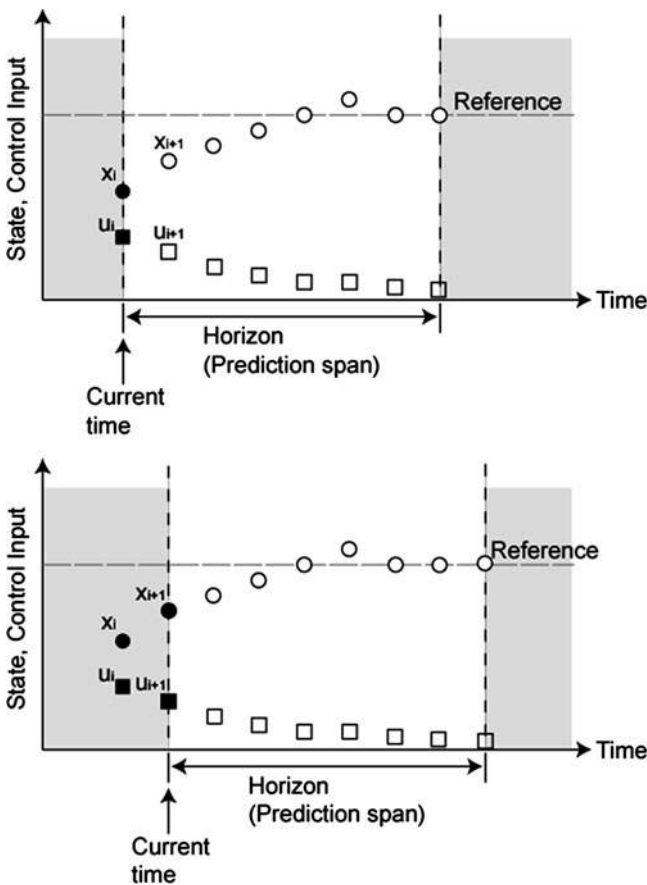 State, Control Input
Reference
xi+1
xi
ui
ui+1
Time
Horizon
(Prediction span)
Current
time
State, Control Input
Reference
xi+1
xi
ui
ui+1
Time
Horizon
(Prediction span)
Current
time